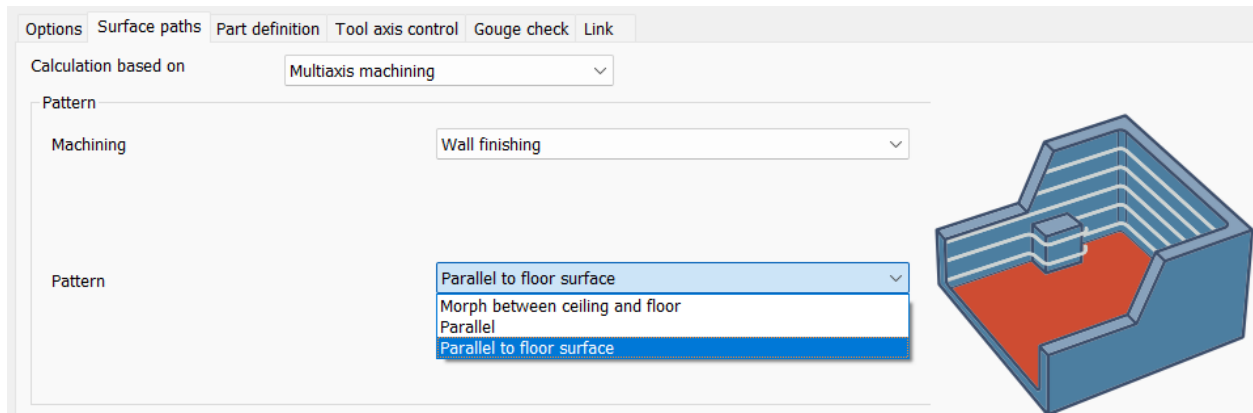 Options Surface paths Part definition Tool axis control Gouge check Link
Calculation based on Multiaxis machining
Pattern
Machining Wall finishing
Pattern Parallel to floor surface
Morph between ceiling and floor
Parallel
Parallel to floor surface